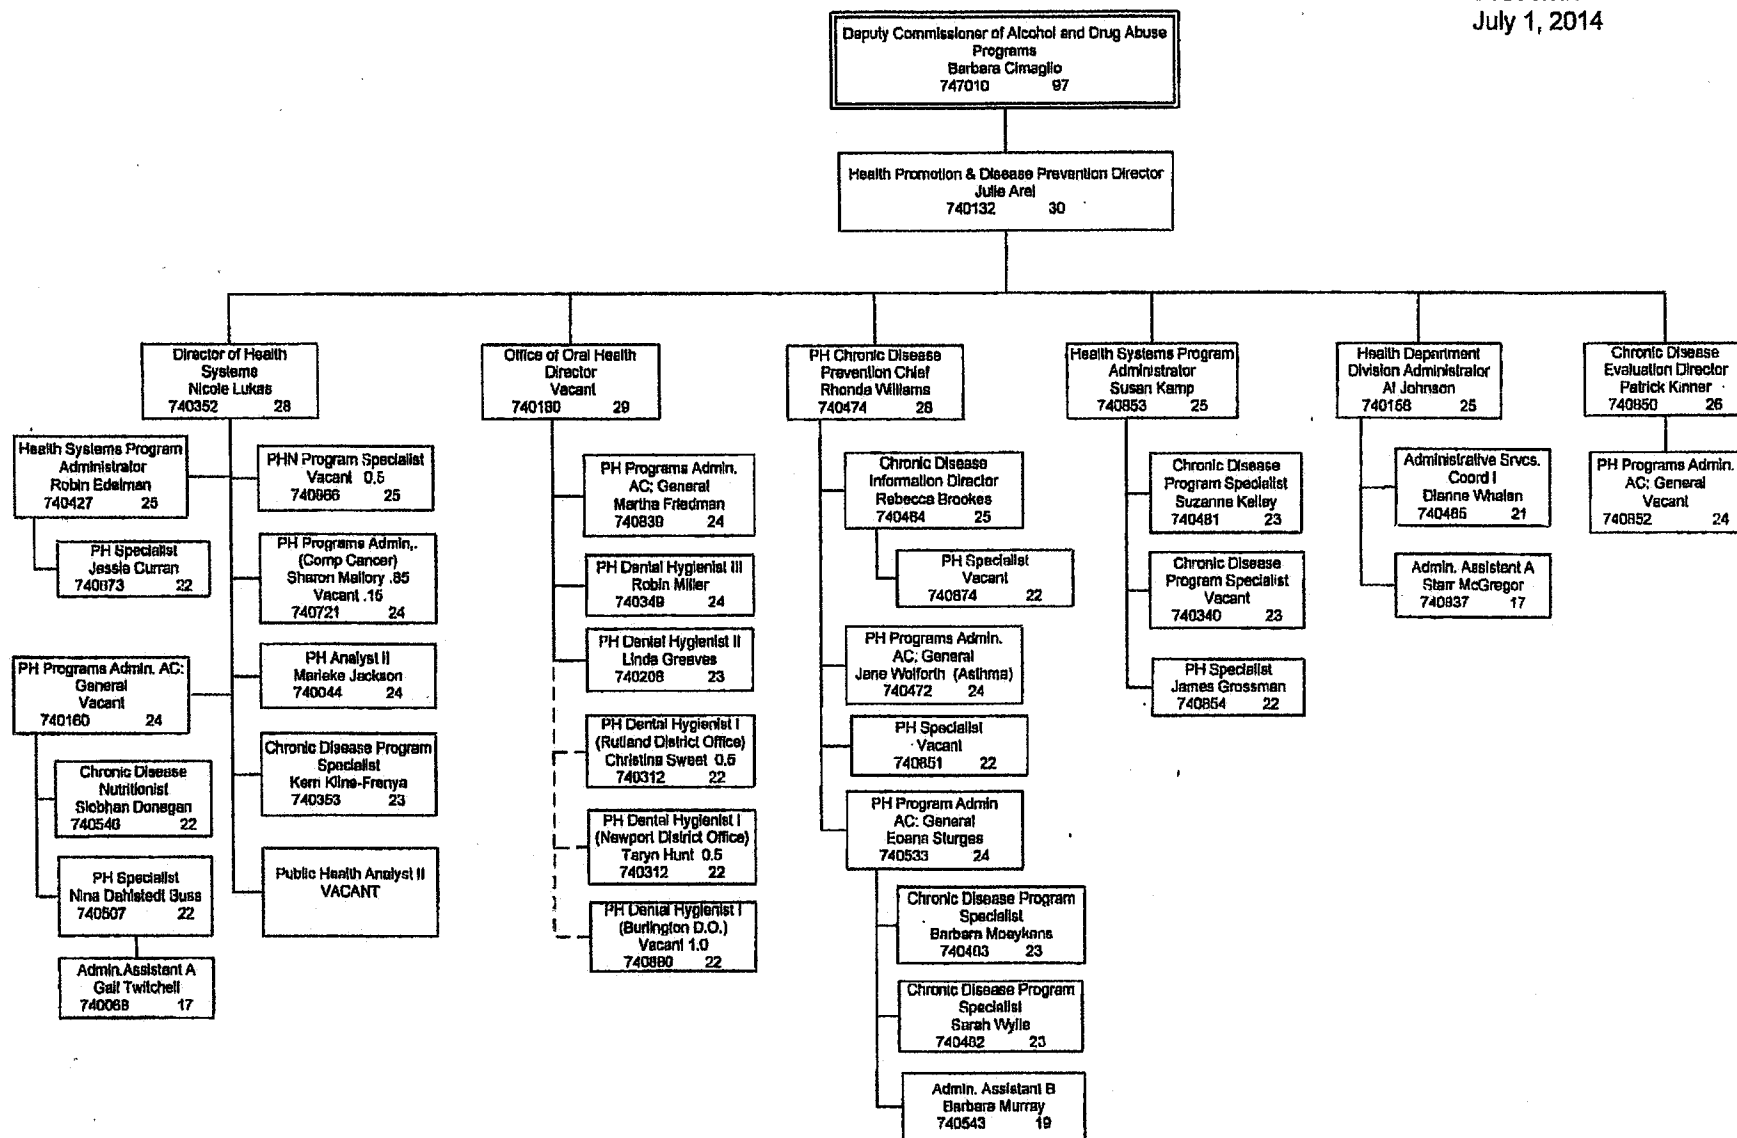 July 1, 2014
Deputy Commissioner of Alcohol and Drug Abuse
Programs
Barbara Cimaglio
747010 97
Health Promotion & Disease Prevention Director
Julie Arel
740132 30
Director of Health
Systems
Nicole Lukas
740352 28
Office of Oral Health
Director
Vacant
740180 29
PH Chronic Disease
Prevention Chief
Rhonda Williams
740474 28
Health Systems Program
Administrator
Susan Kamp
740853 25
Health Department
Division Administrator
Al Johnson
740158 25
Chronic Disease
Evaluation Director
Patrick Kinner
740850 26
Health Systems Program
Administrator
Robin Edelman
740427 25
PH Specialist
Jessie Curran
740873 22
PH Programs Admin. AC:
General
Vacant
740160 24
Chronic Disease
Nutritionist
Siobhan Donegan
740546 22
PH Specialist
Nina Dahlstedt Buss
740507 22
Admin. Assistant A
Gail Twitchell
740068 17
PHN Program Specialist
Vacant 0.5
740866 25
PH Programs Admin.
(Comp Cancer)
Sharon Mallory .85
Vacant .15
740721 24
PH Analyst II
Marieke Jackson
740044 24
Chronic Disease Program
Specialist
Kerri
740353 23
Public Health Analyst II
VACANT
PH Programs Admin.
AC: General
Martha Friedman
740839 24
PH Dental Hygienist III
Robin Miller
740349 24
PH Dental Hygienist II
Linda Greaves
740208 23
PH Dental Hygienist I
(Rutland District Office)
Christina Sweet 0.5
740312 22
PH Dental Hygienist I
(Newport District Office)
Taryn Hunt 0.5
740312 22
PH Dental Hygienist I
(Burlington D.O.)
Vacant 1.0
740880 22
Chronic Disease
Information Director
Rebecca Brookes
740464 25
PH Specialist
Vacant
740874 22
PH Programs Admin.
AC: General
Jane Wolforth (Asthma)
740472 24
PH Specialist
Vacant
740851 22
PH Program Admin
AC: General
Eoana Sturges
740533 24
Chronic Disease Program
Specialist
Barbara Moeykens
740483 23
Chronic Disease Program
Specialist
Sarah Wylie
740482 23
Admin. Assistant B
Barbara Murray
740543 19
Chronic Disease
Program Specialist
Suzanne Kelley
740481 23
Chronic Disease
Program Specialist
Vacant
740340 23
PH Specialist
James Grossman
740854 22
Administrative Srvcs.
Coord I
Dianne Whalen
740485 21
Admin. Assistant A
Starr McGregor
740837 17
PH Programs Admin.
AC: General
Vacant
740852 24